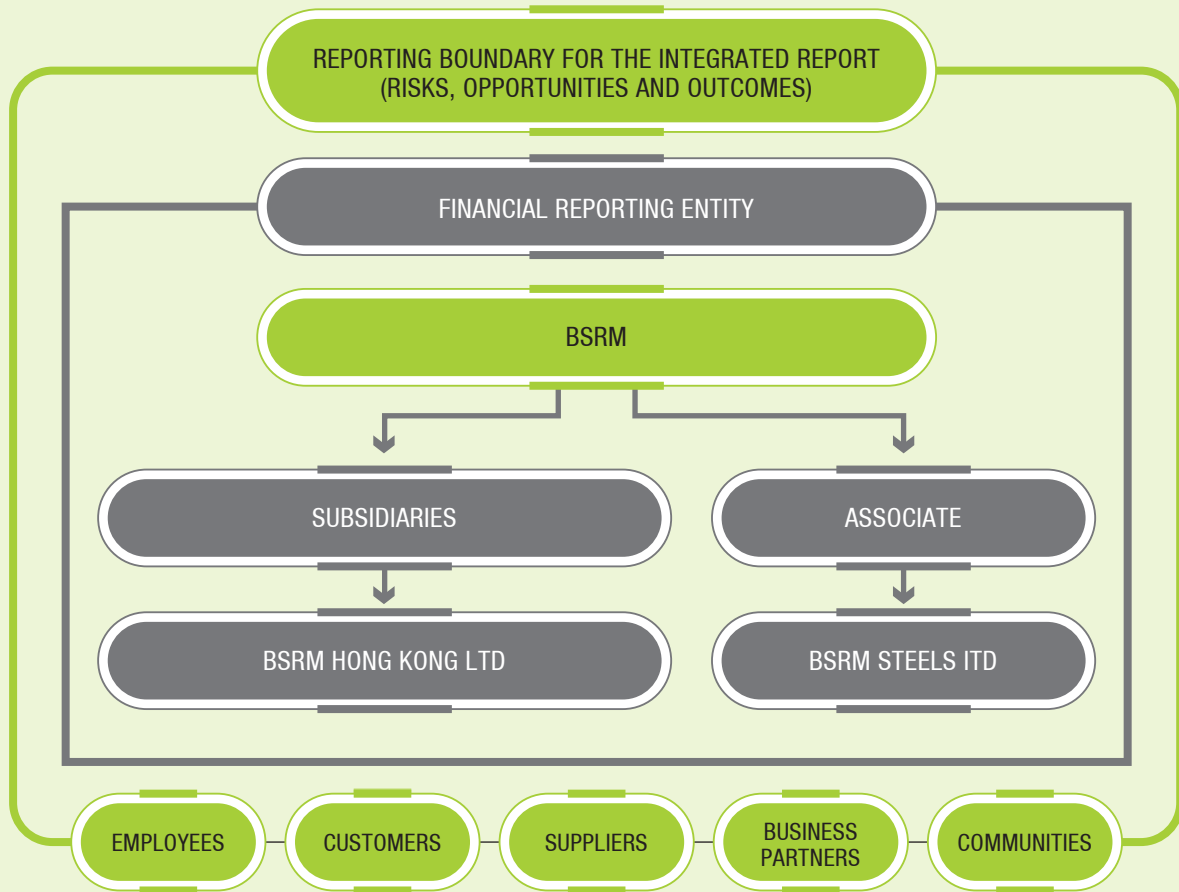 REPORTING BOUNDARY FOR THE INTEGRATED REPORT
(RISKS, OPPORTUNITIES AND OUTCOMES)
FINANCIAL REPORTING ENTITY
BSRM
SUBSIDIARIES
ASSOCIATE
BSRM HONG KONG LTD
BSRM STEELS lTD
EMPLOYEES
CUSTOMERS
SUPPLIERS
BUSINESS
PARTNERS
COMMUNITIES